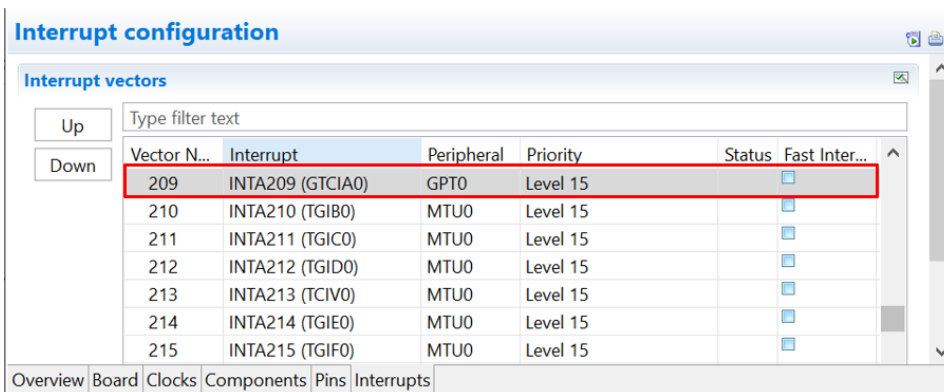 Interrupt configuration
Interrupt vectors
Up
Down
Type filter text
Vector N... Interrupt Peripheral Priority Status Fast Inter...
209 INTA209 (GTCIA0) GPT0 Level 15
210 INTA210 (TGIB0) MTU0 Level 15
211 INTA211 (TGIC0) MTU0 Level 15
212 INTA212 (TGID0) MTU0 Level 15
213 INTA213 (TCIV0) MTU0 Level 15
214 INTA214 (TGIE0) MTU0 Level 15
215 INTA215 (TGIF0) MTU0 Level 15
Overview Board Clocks Components Pins Interrupts